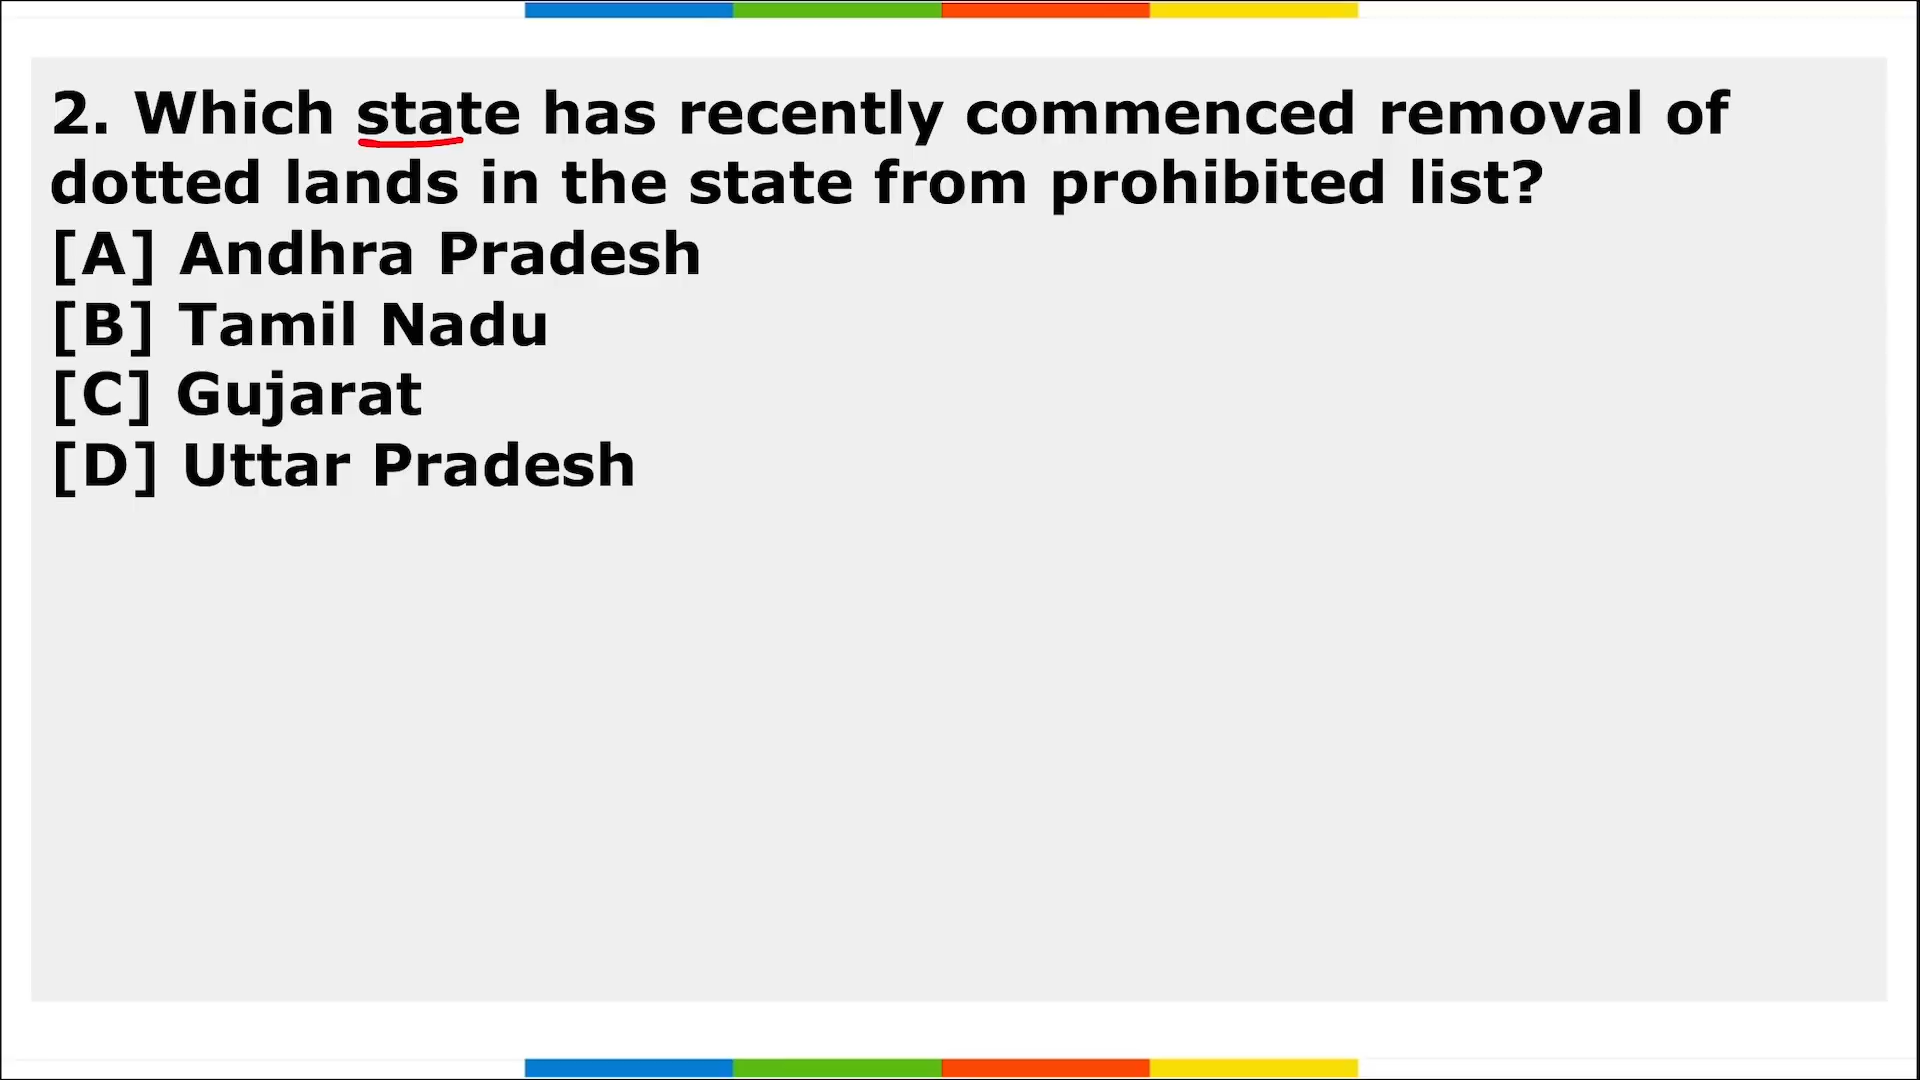 2. Which state has recently commenced removal of
dotted lands in the state from prohibited list?
[A] Andhra Pradesh
[B] Tamil Nadu
[C] Gujarat
[D] Uttar Pradesh